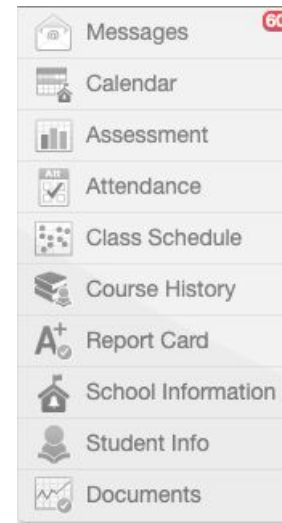 Messages
Calendar
Assessment
Attendance
Class Schedule
Course History
A+ Report Card
School Information
Student Info
Documents